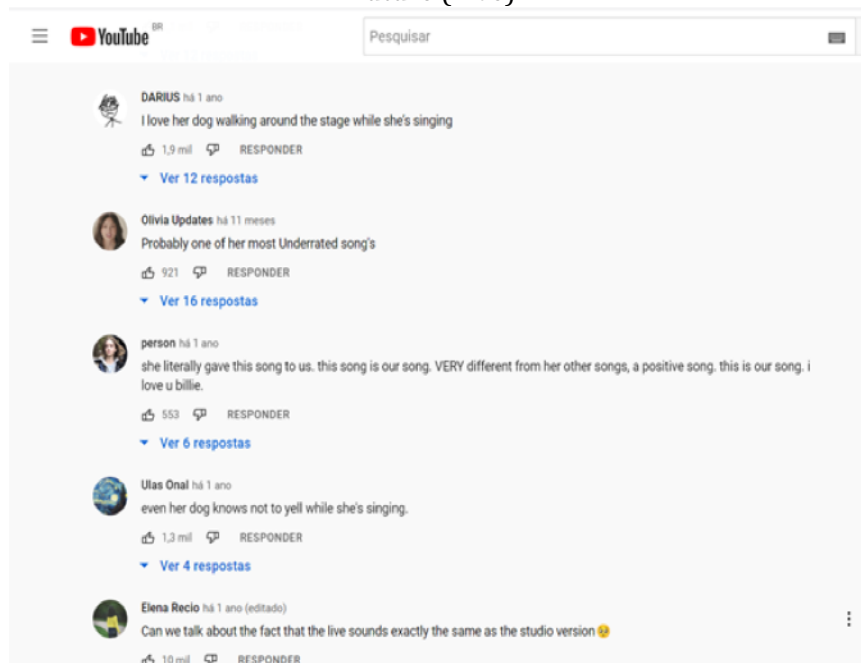 YouTube BR
Pesquisar
DARIUS há 1 ano
I love her dog walking around the stage while she's singing
1,9 mil RESPONDER
Ver 12 respostas
Olivia Updates há 11 meses
Probably one of her most Underrated song's
921 RESPONDER
Ver 16 respostas
person há 1 ano
she literally gave this song to us. this song is our song. VERY different from her other songs, a positive song. this is our song. i
love u billie.
553 RESPONDER
Ver 6 respostas
Ulas Onal há 1 ano
even her dog knows not to yell while she's singing.
1,3 mil RESPONDER
Ver 4 respostas
Elena Recio há 1 ano (editado)
Can we talk about the fact that the live sounds exactly the same as the studio version 🥺
10 mil RESPONDER